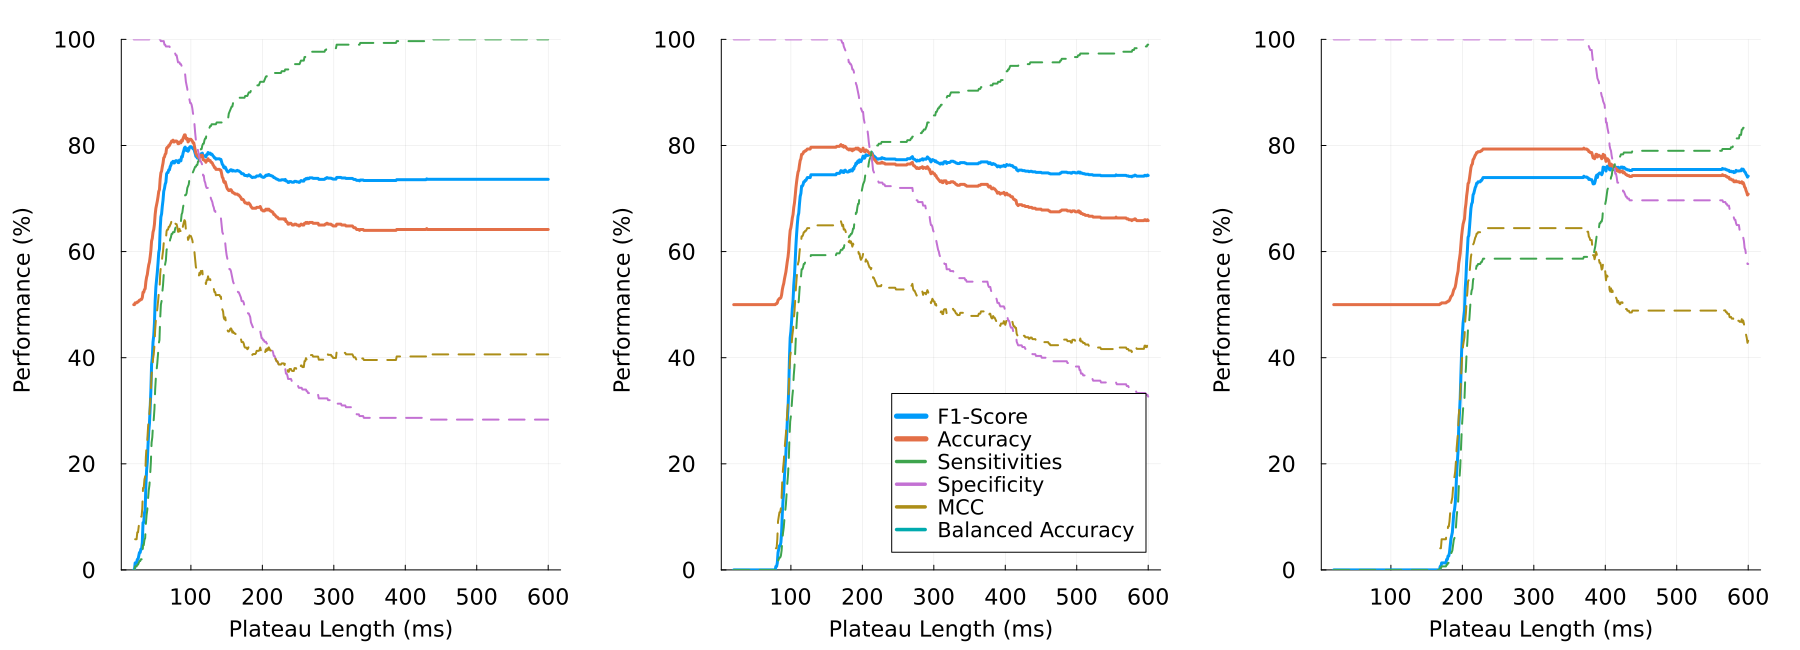 Performance (%)
100
80
60
40
20
0
100 200 300 400 500 600
Plateau Length (ms)
Performance (%)
100
80
60
40
20
0
100 200 300 400 500 600
Plateau Length (ms)
F1-Score
Accuracy
Sensitivities
Specificity
MCC
Balanced Accuracy
Performance (%)
100
80
60
40
20
0
100 200 300 400 500 600
Plateau Length (ms)